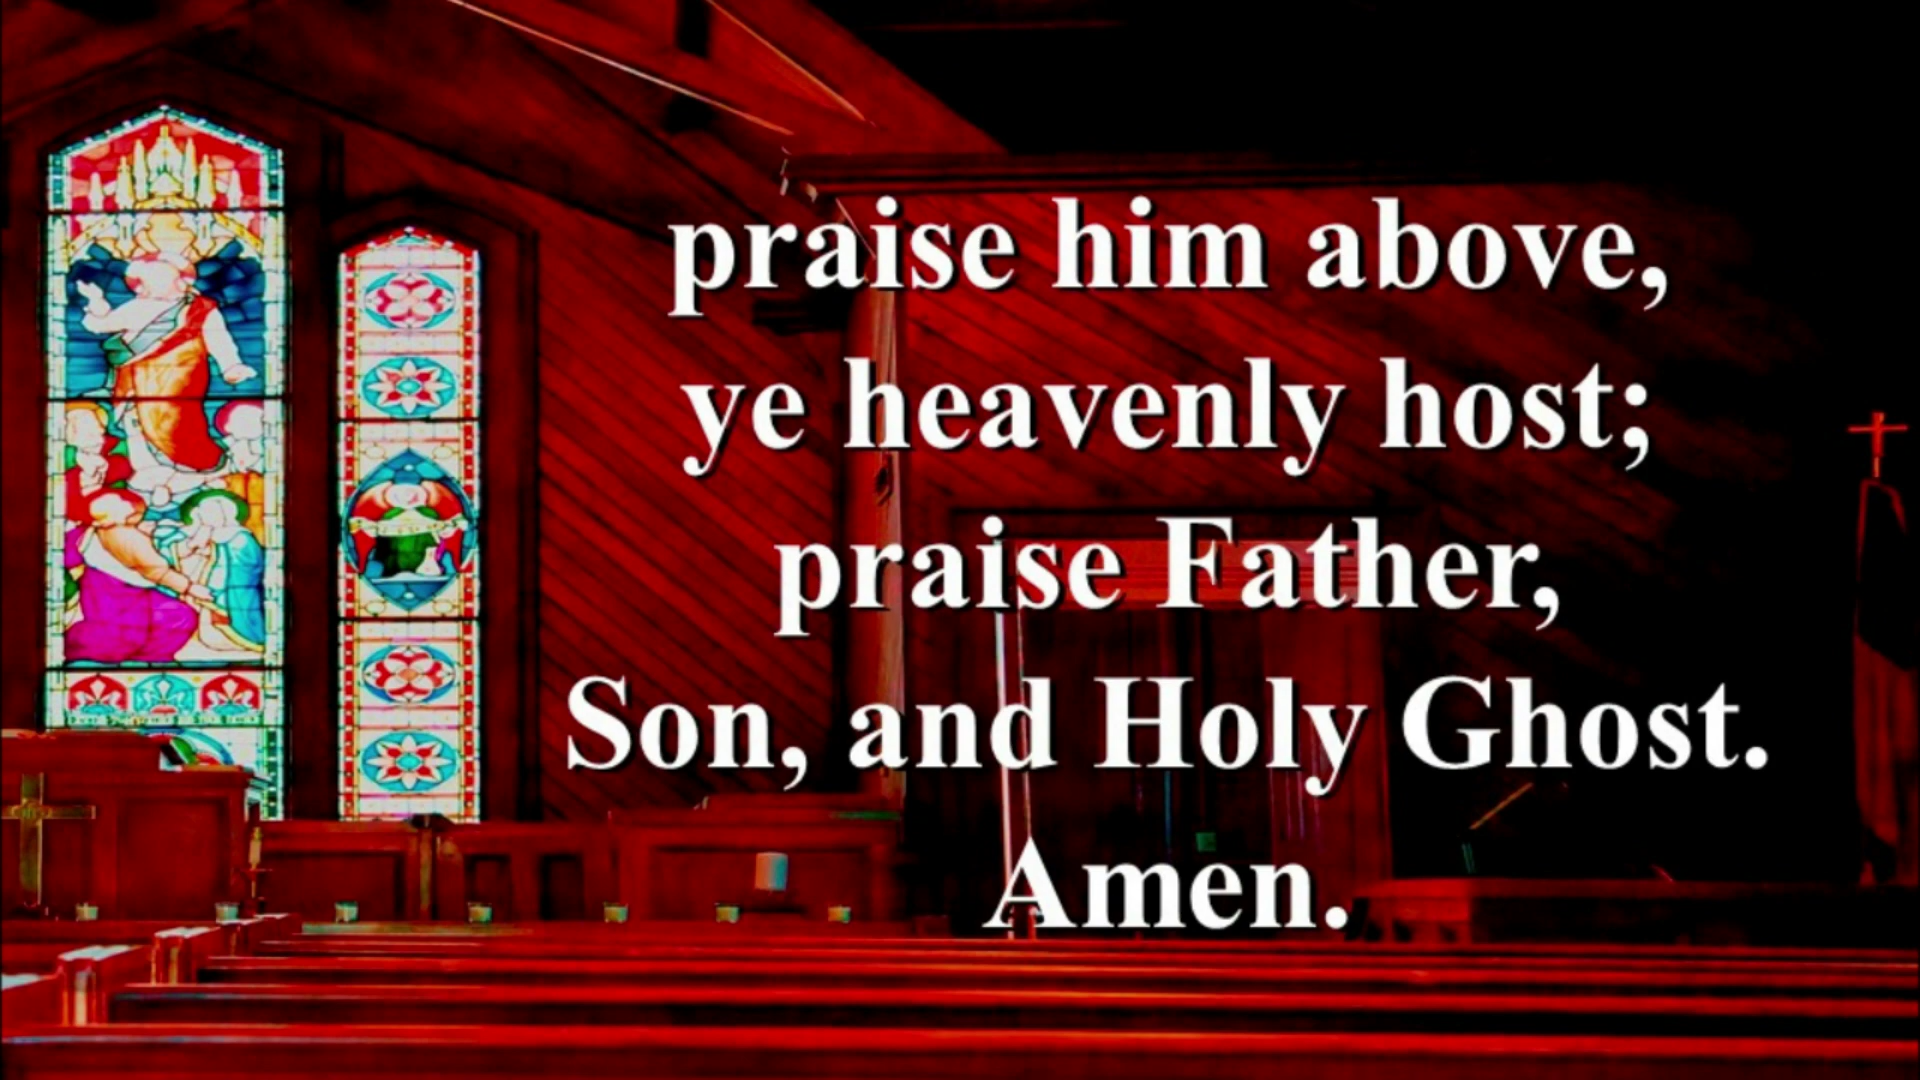 praise him above,
ye heavenly host;
praise Father,
Son, and Holy Ghost.
Amen.